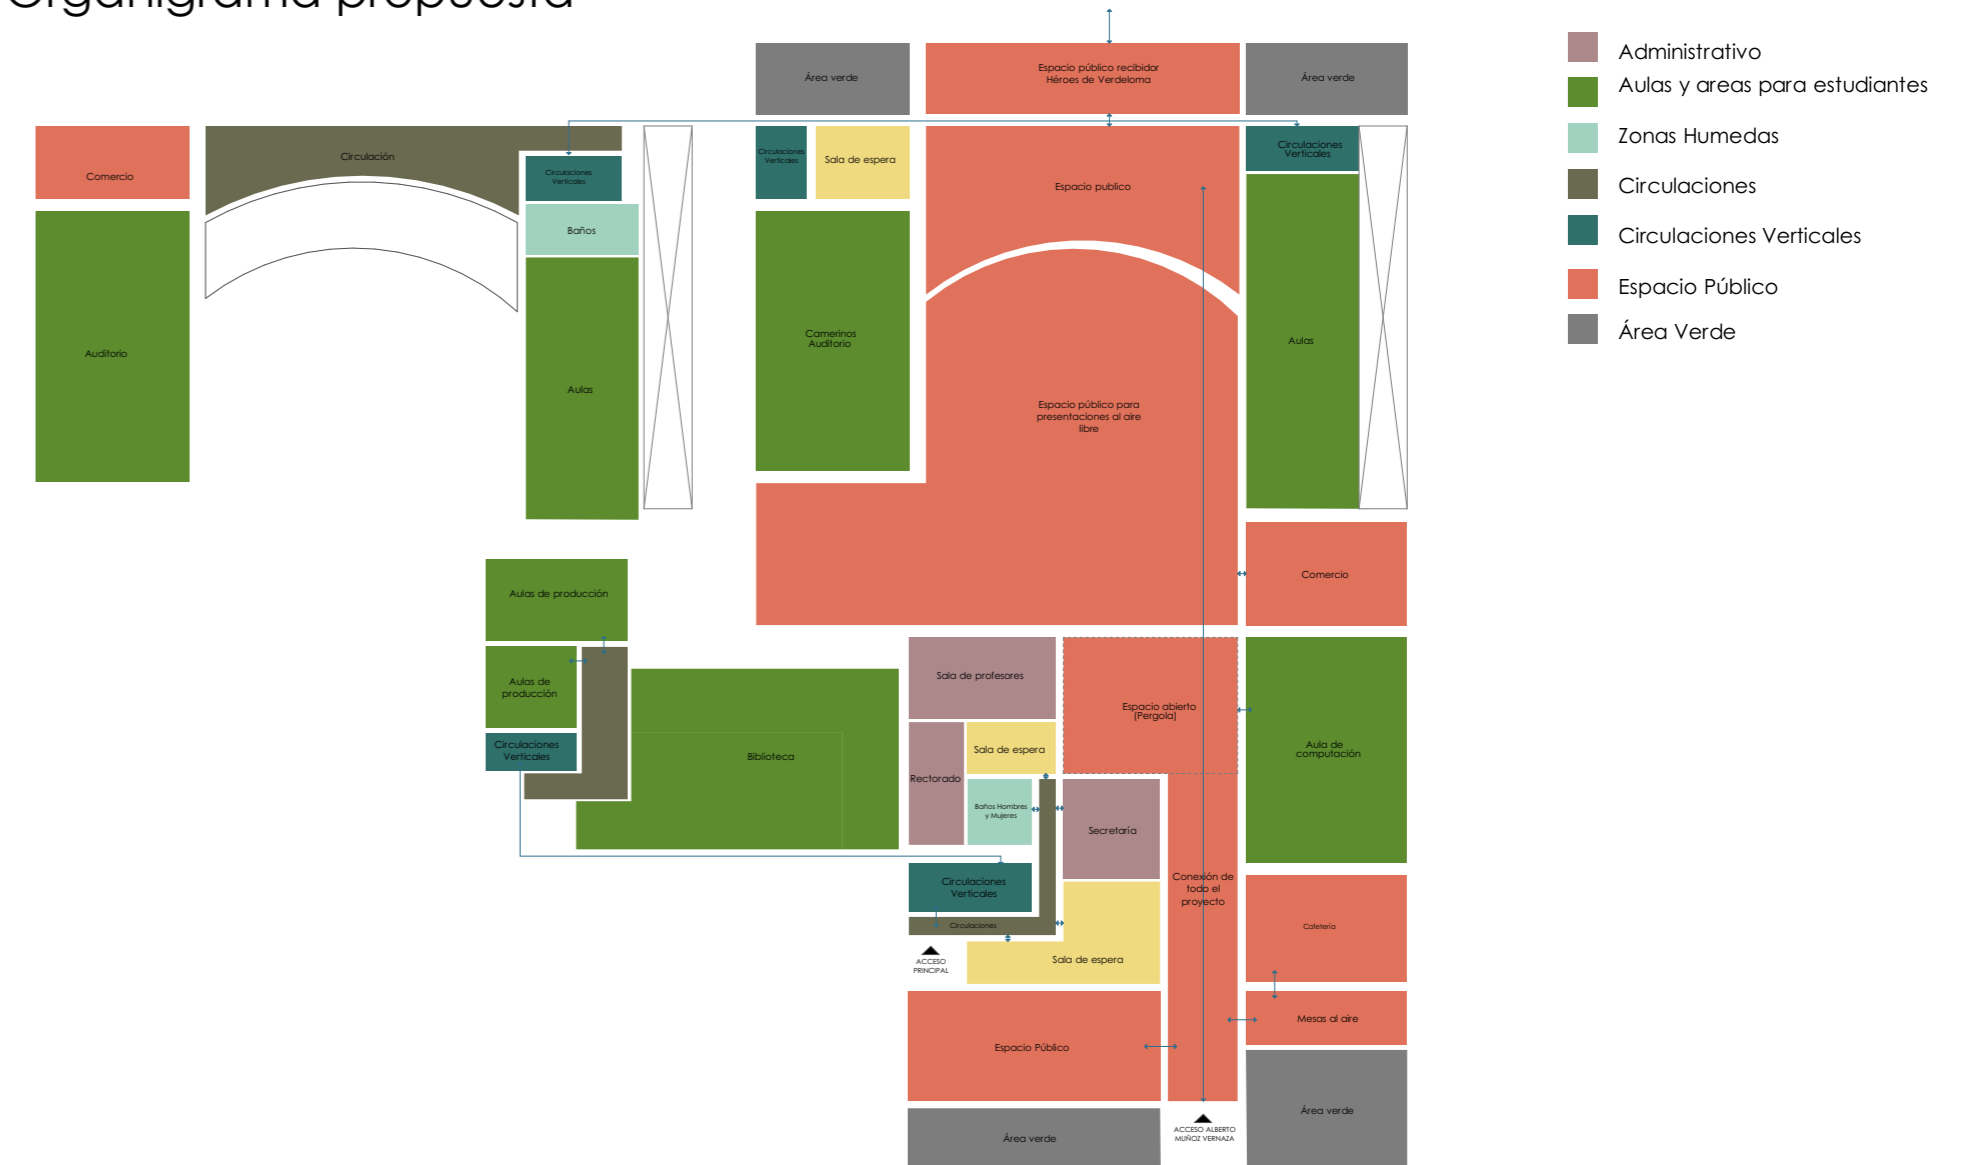 Organigrama propuesta
Área verde
Espacio público recibidor
Héroes de Verdeloma
Área verde
Comercio
Circulación
Circulaciones
Verticales
Baños
Aulas
Auditorio
Circulaciones
Verticales
Sala de espera
Camerinos
Auditorio
Espacio publico
Espacio público para
presentaciones al aire
libre
Circulaciones
Verticales
Aulas
Comercio
Aulas de producción
Aulas de
producción
Circulaciones
Verticales
Biblioteca
Sala de profesores
Rectorado
Sala de espera
Baños Hombres
y Mujeres
Secretaría
Circulaciones
Verticales
Circulaciones
ACCESO
PRINCIPAL
Sala de espera
Espacio abierto
(Pergola)
Aula de
computación
Conexión de
todo el
proyecto
Cafetería
Mesas al aire
Espacio Público
Área verde
ACCESO ALBERTO
MUÑOZ VERNAZA
Área verde
Administrativo
Aulas y areas para estudiantes
Zonas Humedas
Circulaciones
Circulaciones Verticales
Espacio Público
Área Verde